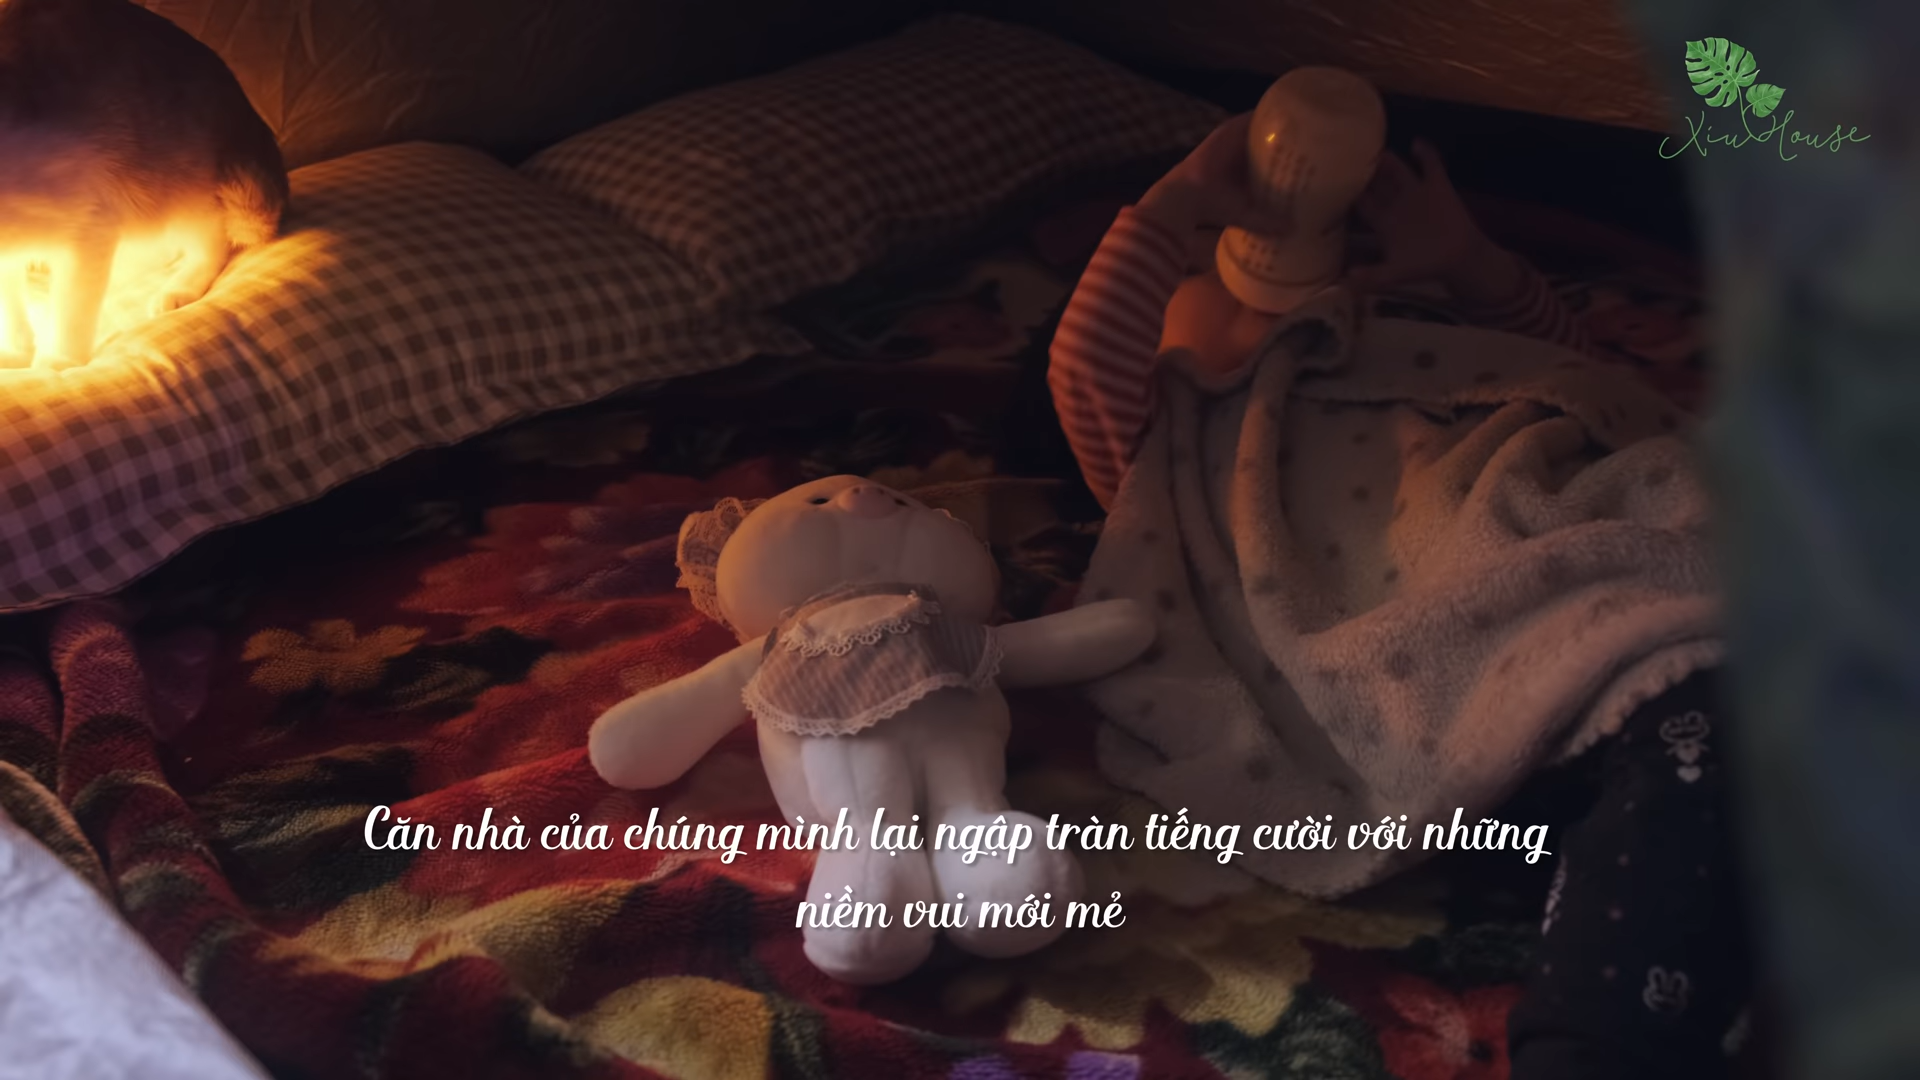 Xiu House
Căn nhà của chúng mình lại ngập tràn tiếng cười với những
niềm vui mới mẻ